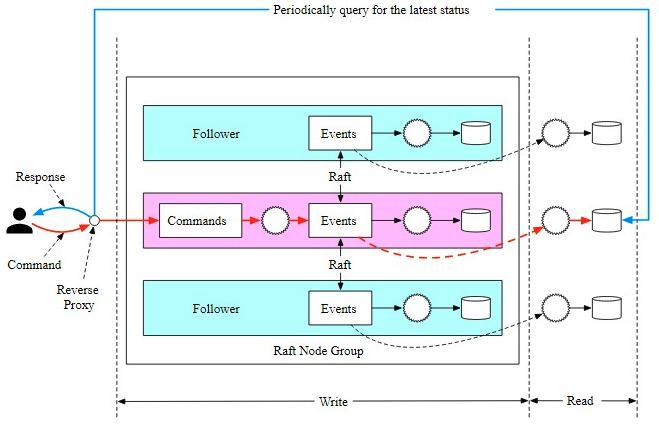 Periodically query for the latest status
Follower
Events
Raft
Response
Commands
Events
Command
Raft
Reverse
Proxy
Follower
Events
Raft Node Group
Write
Read